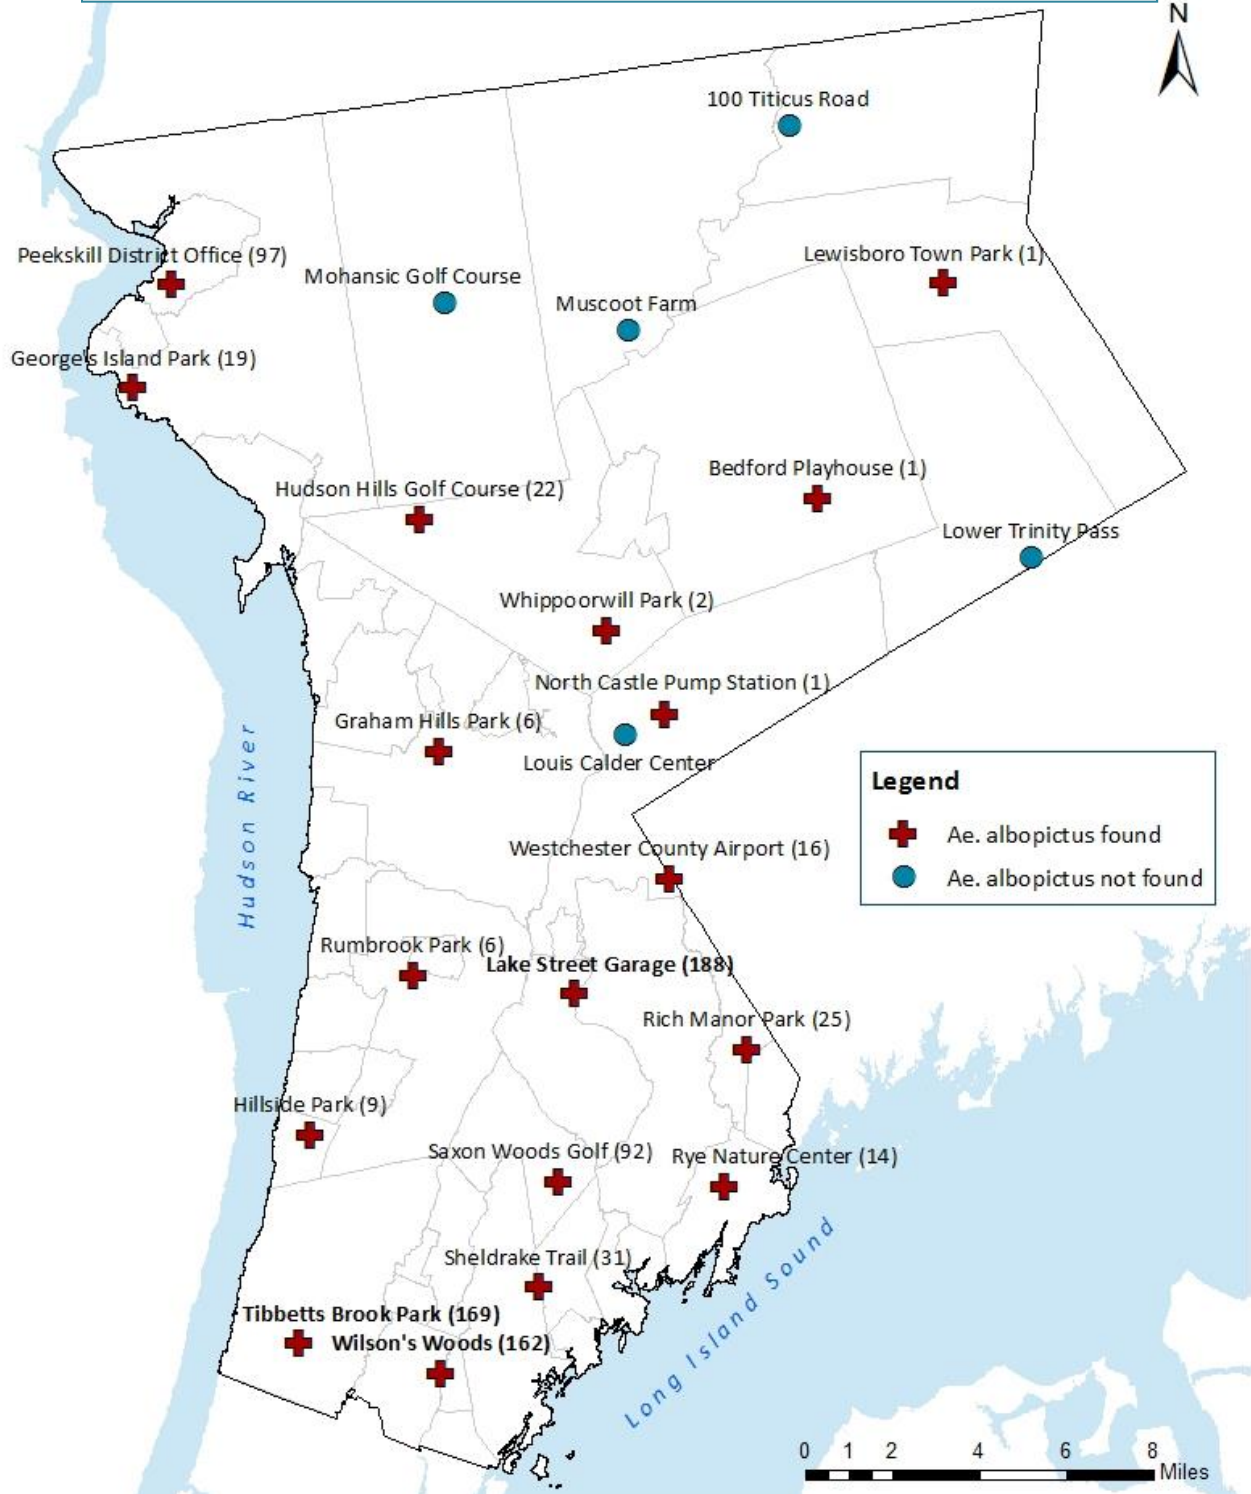 N
100 Titicus Road
Peekskill District Office (97)
Lewisboro Town Park (1)
Mohansic Golf Course
Muscoot Farm
George's Island Park (19)
Bedford Playhouse (1)
Hudson Hills Golf Course (22)
Lower Trinity Pass
Whippoorwill Park (2)
North Castle Pump Station (1)
Graham Hills Park (6)
Louis Calder Center
Hudson River
Legend
Ae. albopictus found
Ae. albopictus not found
Westchester County Airport (16)
Rumbrook Park (6)
Lake Street Garage (188)
Rich Manor Park (25)
Hillside Park (9)
Saxon Woods Golf (92)
Rye Nature Center (14)
Sheldrake Trail (31)
Long Island Sound
Tibbetts Brook Park (169)
Wilson's Woods (162)
0 1 2 4 6 8
Miles